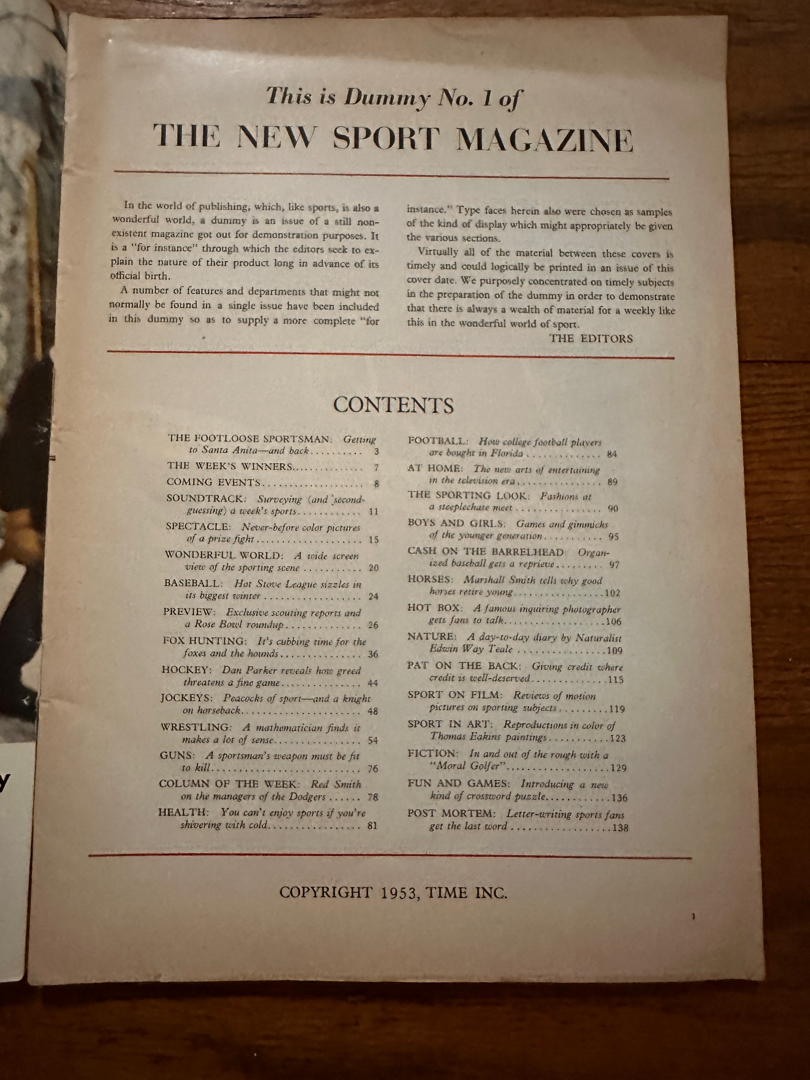 This is Dummy No. 1 of
THE NEW SPORT MAGAZINE
In the world of publishing, which, like sports, is also a
wonderful world, a dummy is an issue of a still non-
existent magazine got out for demonstration purposes. It
is a "for instance" through which the editors seek to ex-
plain the nature of their product long in advance of its
official birth.
A number of features and departments that might not
normally be found in a single issue have been included
in this dummy so as to supply a more complete "for
instance." Type faces herein also were chosen as samples
of the kind of display which might appropriately be given
the various sections.
Virtually all of the material between these covers is
timely and could logically be printed in an issue of this
cover date. We purposely concentrated on timely subjects
in the preparation of the dummy in order to demonstrate
that there is always a wealth of material for a weekly like
this in the wonderful world of sport.
THE EDITORS
CONTENTS
THE FOOTLOOSE SPORTSMAN: Getting
to Santa Anita—and back.......... 3
THE WEEK'S WINNERS............. 7
COMING EVENTS................... 8
SOUNDTRACK: Surveying (and second-
guessing) a week's sports........... 11
SPECTACLE: Never-before color pictures
of a prize fight.................. 15
WONDERFUL WORLD: A wide screen
view of the sporting scene .......... 20
BASEBALL: Hot Stove League sizzles in
its biggest winter ................. 24
PREVIEW: Exclusive scouting reports and
a Rose Bowl roundup.............. 26
FOX HUNTING: It's cubbing time for the
foxes and the hounds.............. 36
HOCKEY: Dan Parker reveals how greed
threatens a fine game.............. 44
JOCKEYS: Peacocks of sport—and a knight
on horseback.................... 48
WRESTLING: A mathematician finds it
makes a lot of sense............... 54
GUNS: A sportsman's weapon must be fit
to kill......................... 76
COLUMN OF THE WEEK: Red Smith
on the managers of the Dodgers ...... 78
HEALTH: You can't enjoy sports if you're
shivering with cold................ 81
FOOTBALL: How college football players
are bought in Florida ............. 84
AT HOME: The new arts of entertaining
in the television era............... 89
THE SPORTING LOOK: Fashions at
a steeplechase meet ............... 90
BOYS AND GIRLS: Games and gimmicks
of the younger generation.......... 95
CASH ON THE BARRELHEAD: Organ-
ized baseball gets a reprieve........ 97
HORSES: Marshall Smith tells why good
horses retire young................102
HOT BOX: A famous inquiring photographer
gets fans to talk..................106
NATURE: A day-to-day diary by Naturalist
Edwin Way Teale ................109
PAT ON THE BACK: Giving credit where
credit is well-deserved.............115
SPORT ON FILM: Reviews of motion
pictures on sporting subjects........119
SPORT IN ART: Reproductions in color of
Thomas Eakins paintings...........123
FICTION: In and out of the rough with a
"Moral Golfer"..................129
FUN AND GAMES: Introducing a new
kind of crossword puzzle...........136
POST MORTEM: Letter-writing sports fans
get the last word .................138
COPYRIGHT 1953, TIME INC.
1
y